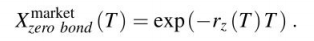 X^{market}_{zero bond}(T) = exp(−r_z(T)T) .